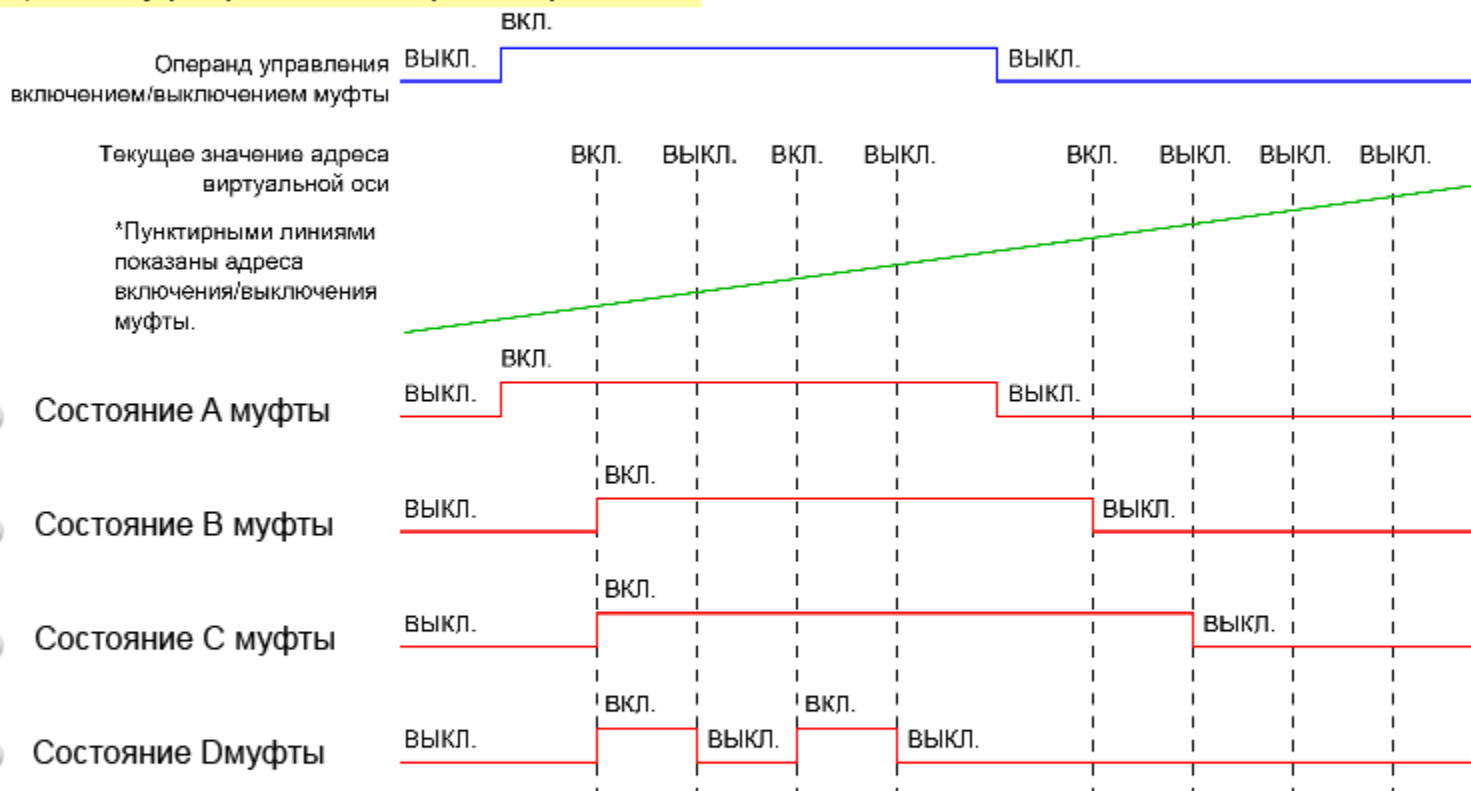 ВКЛ.
Операнд управления ВЫКЛ. ВЫКЛ.
включением/выключением муфты
Текущее значение адреса ВКЛ. ВЫКЛ. ВКЛ. ВЫКЛ. ВКЛ. ВЫКЛ. ВЫКЛ. ВЫКЛ.
виртуальной оси
*Пунктирными линиями
показаны адреса
включения/выключения
муфты.
ВКЛ.
Состояние A муфты ВЫКЛ. ВЫКЛ.
ВКЛ.
Состояние B муфты ВЫКЛ. ВЫКЛ.
ВКЛ.
Состояние C муфты ВЫКЛ. ВЫКЛ.
ВКЛ. ВКЛ.
Состояние Dмуфты ВЫКЛ. ВЫКЛ. ВЫКЛ.